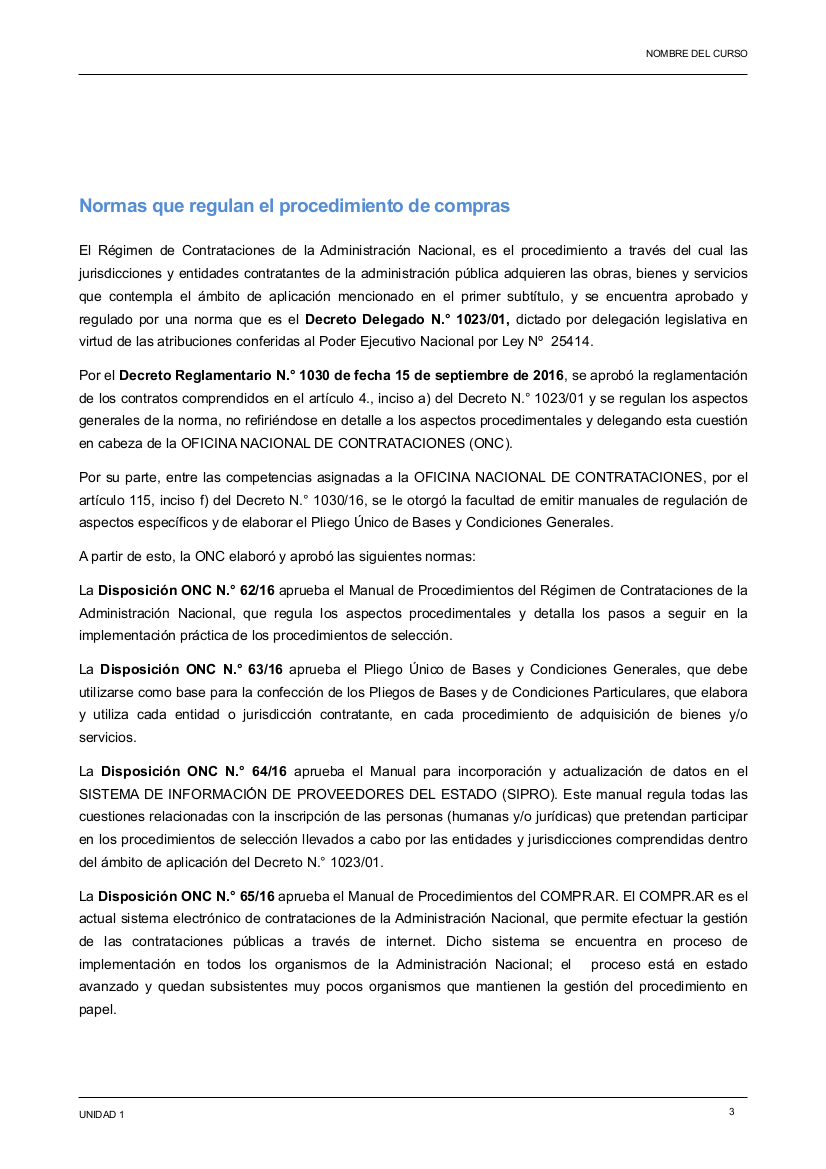 NOMBRE DEL CURSO
Normas que regulan el procedimiento de compras
El Régimen de Contrataciones de la Administración Nacional, es el procedimiento a través del cual las
jurisdicciones y entidades contratantes de la administración pública adquieren las obras, bienes y servicios
que contempla el ámbito de aplicación mencionado en el primer subtítulo, y se encuentra aprobado y
regulado por una norma que es el Decreto Delegado N.° 1023/01, dictado por delegación legislativa en
virtud de las atribuciones conferidas al Poder Ejecutivo Nacional por Ley Nº  25414.
Por el Decreto Reglamentario N.° 1030 de fecha 15 de septiembre de 2016, se aprobó la reglamentación
de los contratos comprendidos en el artículo 4., inciso a) del Decreto N.° 1023/01 y se regulan los aspectos
generales de la norma, no refiriéndose en detalle a los aspectos procedimentales y delegando esta cuestión
en cabeza de la OFICINA NACIONAL DE CONTRATACIONES (ONC).
Por su parte, entre las competencias asignadas a la OFICINA NACIONAL DE CONTRATACIONES, por el
artículo 115, inciso f) del Decreto N.° 1030/16, se le otorgó la facultad de emitir manuales de regulación de
aspectos específicos y de elaborar el Pliego Único de Bases y Condiciones Generales.
A partir de esto, la ONC elaboró y aprobó las siguientes normas:
La Disposición ONC N.° 62/16 aprueba el Manual de Procedimientos del Régimen de Contrataciones de la
Administración Nacional, que regula los aspectos procedimentales y detalla los pasos a seguir en la
implementación práctica de los procedimientos de selección.
La Disposición ONC N.° 63/16 aprueba el Pliego Único de Bases y Condiciones Generales, que debe
utilizarse como base para la confección de los Pliegos de Bases y de Condiciones Particulares, que elabora
y utiliza cada entidad o jurisdicción contratante, en cada procedimiento de adquisición de bienes y/o
servicios.
La Disposición ONC N.° 64/16 aprueba el Manual para incorporación y actualización de datos en el
SISTEMA DE INFORMACIÓN DE PROVEEDORES DEL ESTADO (SIPRO). Este manual regula todas las
cuestiones relacionadas con la inscripción de las personas (humanas y/o jurídicas) que pretendan participar
en los procedimientos de selección llevados a cabo por las entidades y jurisdicciones comprendidas dentro
del ámbito de aplicación del Decreto N.° 1023/01.
La Disposición ONC N.° 65/16 aprueba el Manual de Procedimientos del COMPR.AR. El COMPR.AR es el
actual sistema electrónico de contrataciones de la Administración Nacional, que permite efectuar la gestión
de las contrataciones públicas a través de internet. Dicho sistema se encuentra en proceso de
implementación en todos los organismos de la Administración Nacional; el  proceso está en estado
avanzado y quedan subsistentes muy pocos organismos que mantienen la gestión del procedimiento en
papel.
UNIDAD 1
3